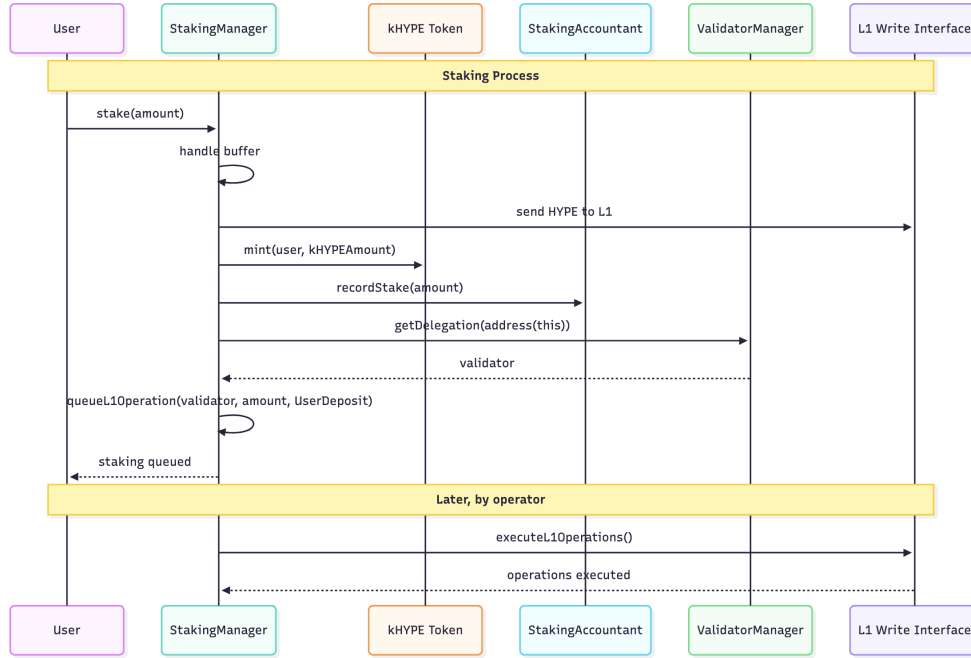 User
StakingManager
kHYPE Token
StakingAccountant
ValidatorManager
L1 Write Interface
Staking Process
stake(amount)
handle buffer
send HYPE to L1
mint(user, kHYPEAmount)
recordStake(amount)
getDelegation(address(this))
validator
queueL1Operation(validator, amount, UserDeposit)
staking queued
Later, by operator
executeL1Operations()
operations executed
User
StakingManager
kHYPE Token
StakingAccountant
ValidatorManager
L1 Write Interface